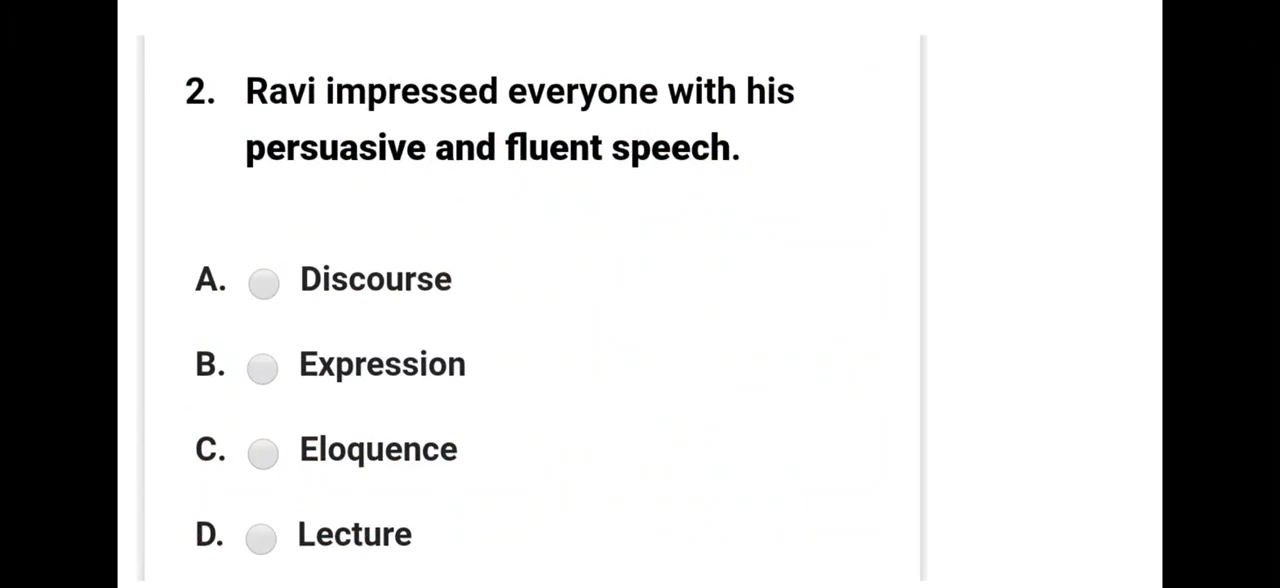 2. Ravi impressed everyone with his
persuasive and fluent speech.
A. Discourse
B. Expression
C. Eloquence
D. Lecture